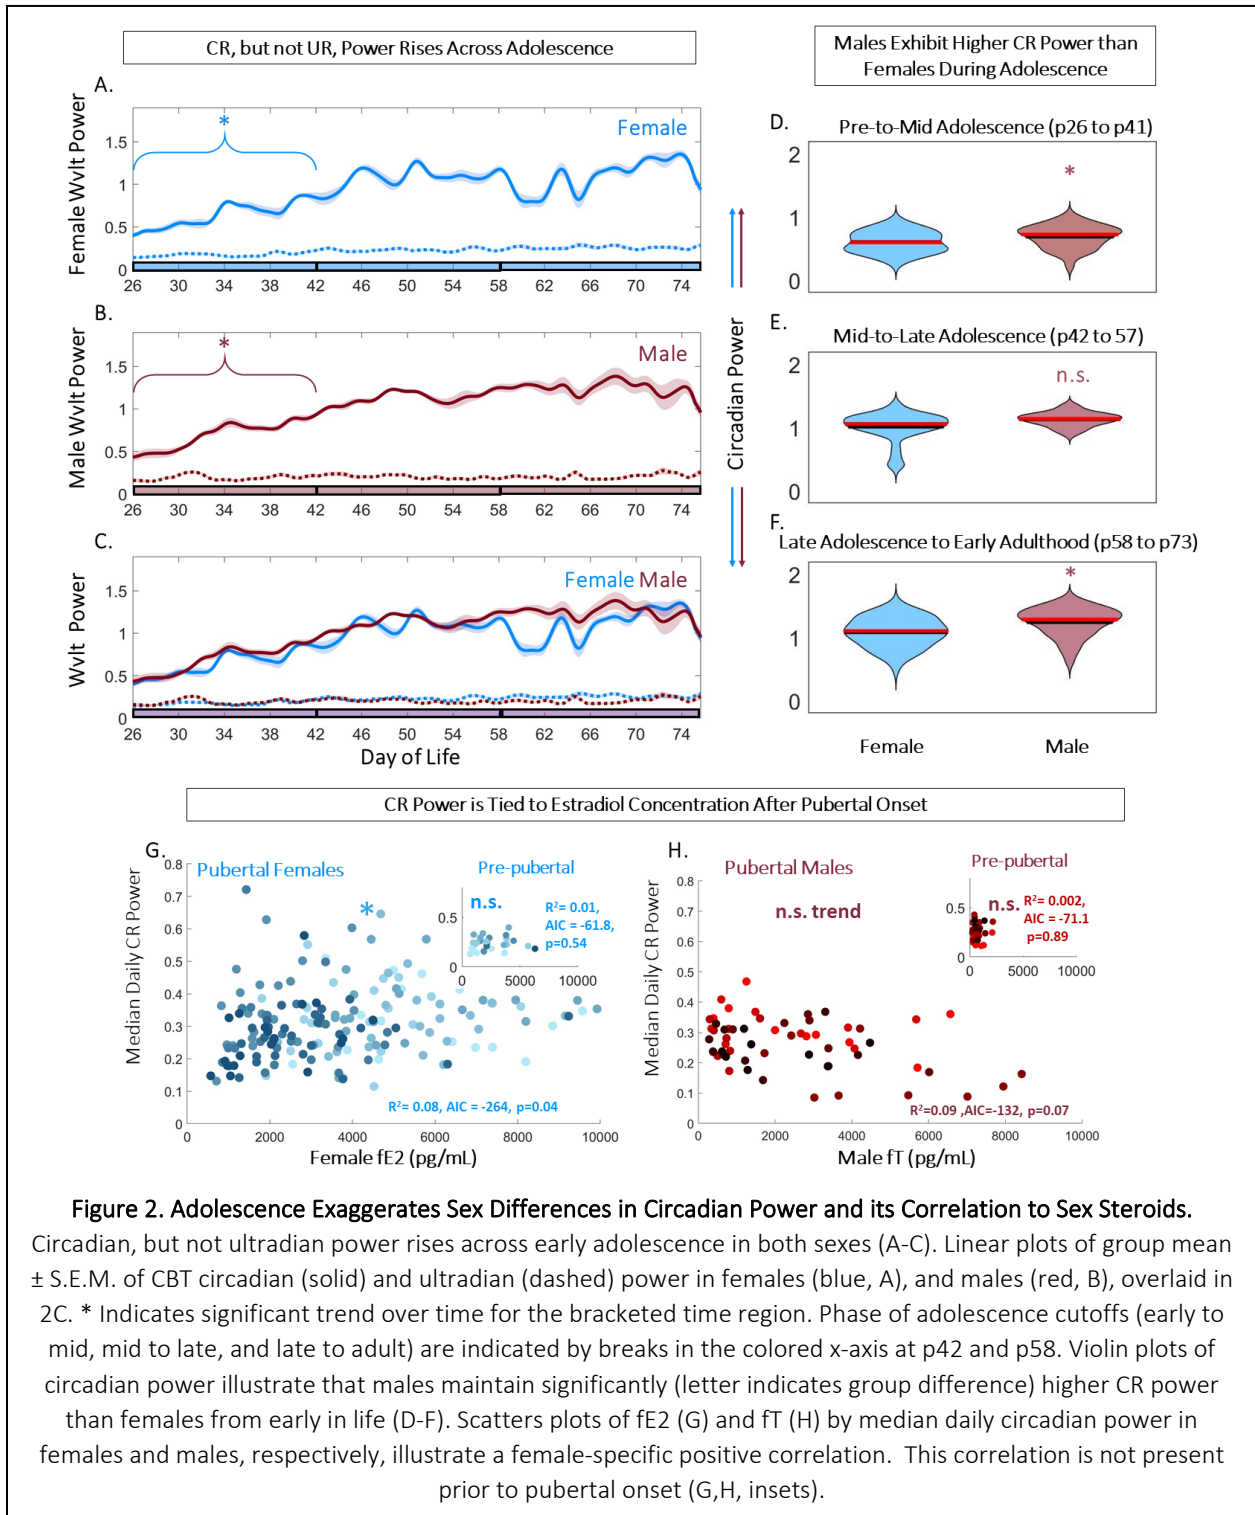 CR, but not UR, Power Rises Across Adolescence
Males Exhibit Higher CR Power than
Females During Adolescence
A.
Female Wvlt Power
*
Female
1.5
1
0.5
0
26 30 34 38 42 46 50 54 58 62 66 70 74
B.
Male Wvlt Power
*
Male
1.5
1
0.5
0
26 30 34 38 42 46 50 54 58 62 66 70 74
C.
Wvlt Power
Female Male
1.5
1
0.5
0
26 30 34 38 42 46 50 54 58 62 66 70 74
Day of Life
Circadian Power
D.
Pre-to-Mid Adolescence (p26 to p41)
2
*
1
0
E.
Mid-to-Late Adolescence (p42 to 57)
2
n.s.
1
0
F.
Late Adolescence to Early Adulthood (p58 to p73)
2
*
1
0
Female Male
CR Power is Tied to Estradiol Concentration After Pubertal Onset
G.
Median Daily CR Power
0.8
0.7
0.6
0.5
0.4
0.3
0.2
0.1
0
Pubertal Females
*
Pre-pubertal
n.s.
0.5
0
R²= 0.01,
AIC = -61.8,
p=0.54
0 5000 10000
R²= 0.08, AIC = -264, p=0.04
0 2000 4000 6000 8000 10000
Female fE2 (pg/mL)
H.
Median Daily CR Power
0.8
0.7
0.6
0.5
0.4
0.3
0.2
0.1
0
Pubertal Males
n.s. trend
Pre-pubertal
n.s.
0.5
0
R²= 0.002,
AIC = -71.1
p=0.89
0 5000 10000
R²=0.09 ,AIC=-132, p=0.07
0 2000 4000 6000 8000 10000
Male fT (pg/mL)
Figure 2. Adolescence Exaggerates Sex Differences in Circadian Power and its Correlation to Sex Steroids.
Circadian, but not ultradian power rises across early adolescence in both sexes (A-C). Linear plots of group mean
± S.E.M. of CBT circadian (solid) and ultradian (dashed) power in females (blue, A), and males (red, B), overlaid in
2C. * Indicates significant trend over time for the bracketed time region. Phase of adolescence cutoffs (early to
mid, mid to late, and late to adult) are indicated by breaks in the colored x-axis at p42 and p58. Violin plots of
circadian power illustrate that males maintain significantly (letter indicates group difference) higher CR power
than females from early in life (D-F). Scatters plots of fE2 (G) and fT (H) by median daily circadian power in
females and males, respectively, illustrate a female-specific positive correlation. This correlation is not present
prior to pubertal onset (G,H, insets).